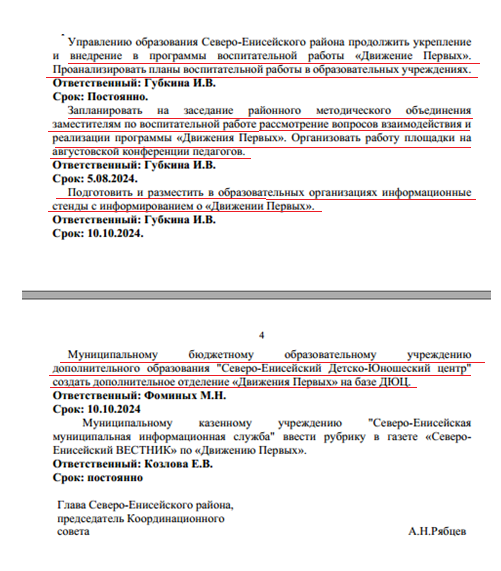 Управлению образования Северо-Енисейского района продолжить укрепление
и внедрение в программы воспитательной работы «Движение Первых».
Проанализировать планы воспитательной работы в образовательных учреждениях.
Ответственный: Губкина И.В.
Срок: Постоянно.
Запланировать на заседание районного методического объединения
заместителям по воспитательной работе рассмотрение вопросов взаимодействия и
реализации программы «Движения Первых». Организовать работу площадки на
августовской конференции педагогов.
Ответственный: Губкина И.В.
Срок: 5.08.2024.
Подготовить и разместить в образовательных организациях информационные
стенды с информированием о «Движении Первых».
Ответственный: Губкина И.В.
Срок: 10.10.2024.
4
Муниципальному бюджетному образовательному учреждению
дополнительного образования "Северо-Енисейский Детско-Юношеский центр"
создать дополнительное отделение «Движения Первых» на базе ДЮЦ.
Ответственный: Фоминых М.Н.
Срок: 10.10.2024
Муниципальному казенному учреждению "Северо-Енисейская
муниципальная информационная служба" ввести рубрику в газете «Северо-
Енисейский ВЕСТНИК» по «Движению Первых».
Ответственный: Козлова Е.В.
Срок: постоянно
Глава Северо-Енисейского района,
председатель Координационного
совета А.Н.Рябцев